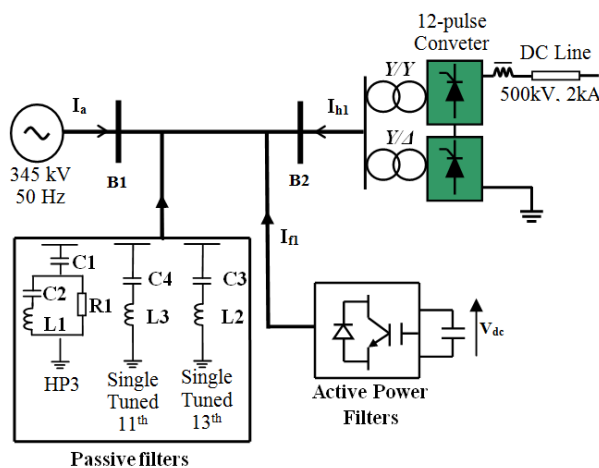 12-pulse
Conveter
DC Line
500kV, 2kA
Y/Y
Y/Δ
Ia
Ih1
345 kV
50 Hz
B1
B2
If1
C1
C2
R1
L1
HP3
C4
L3
Single
Tuned
11th
C3
L2
Single
Tuned
13th
Passive filters
Vdc
Active Power
Filters